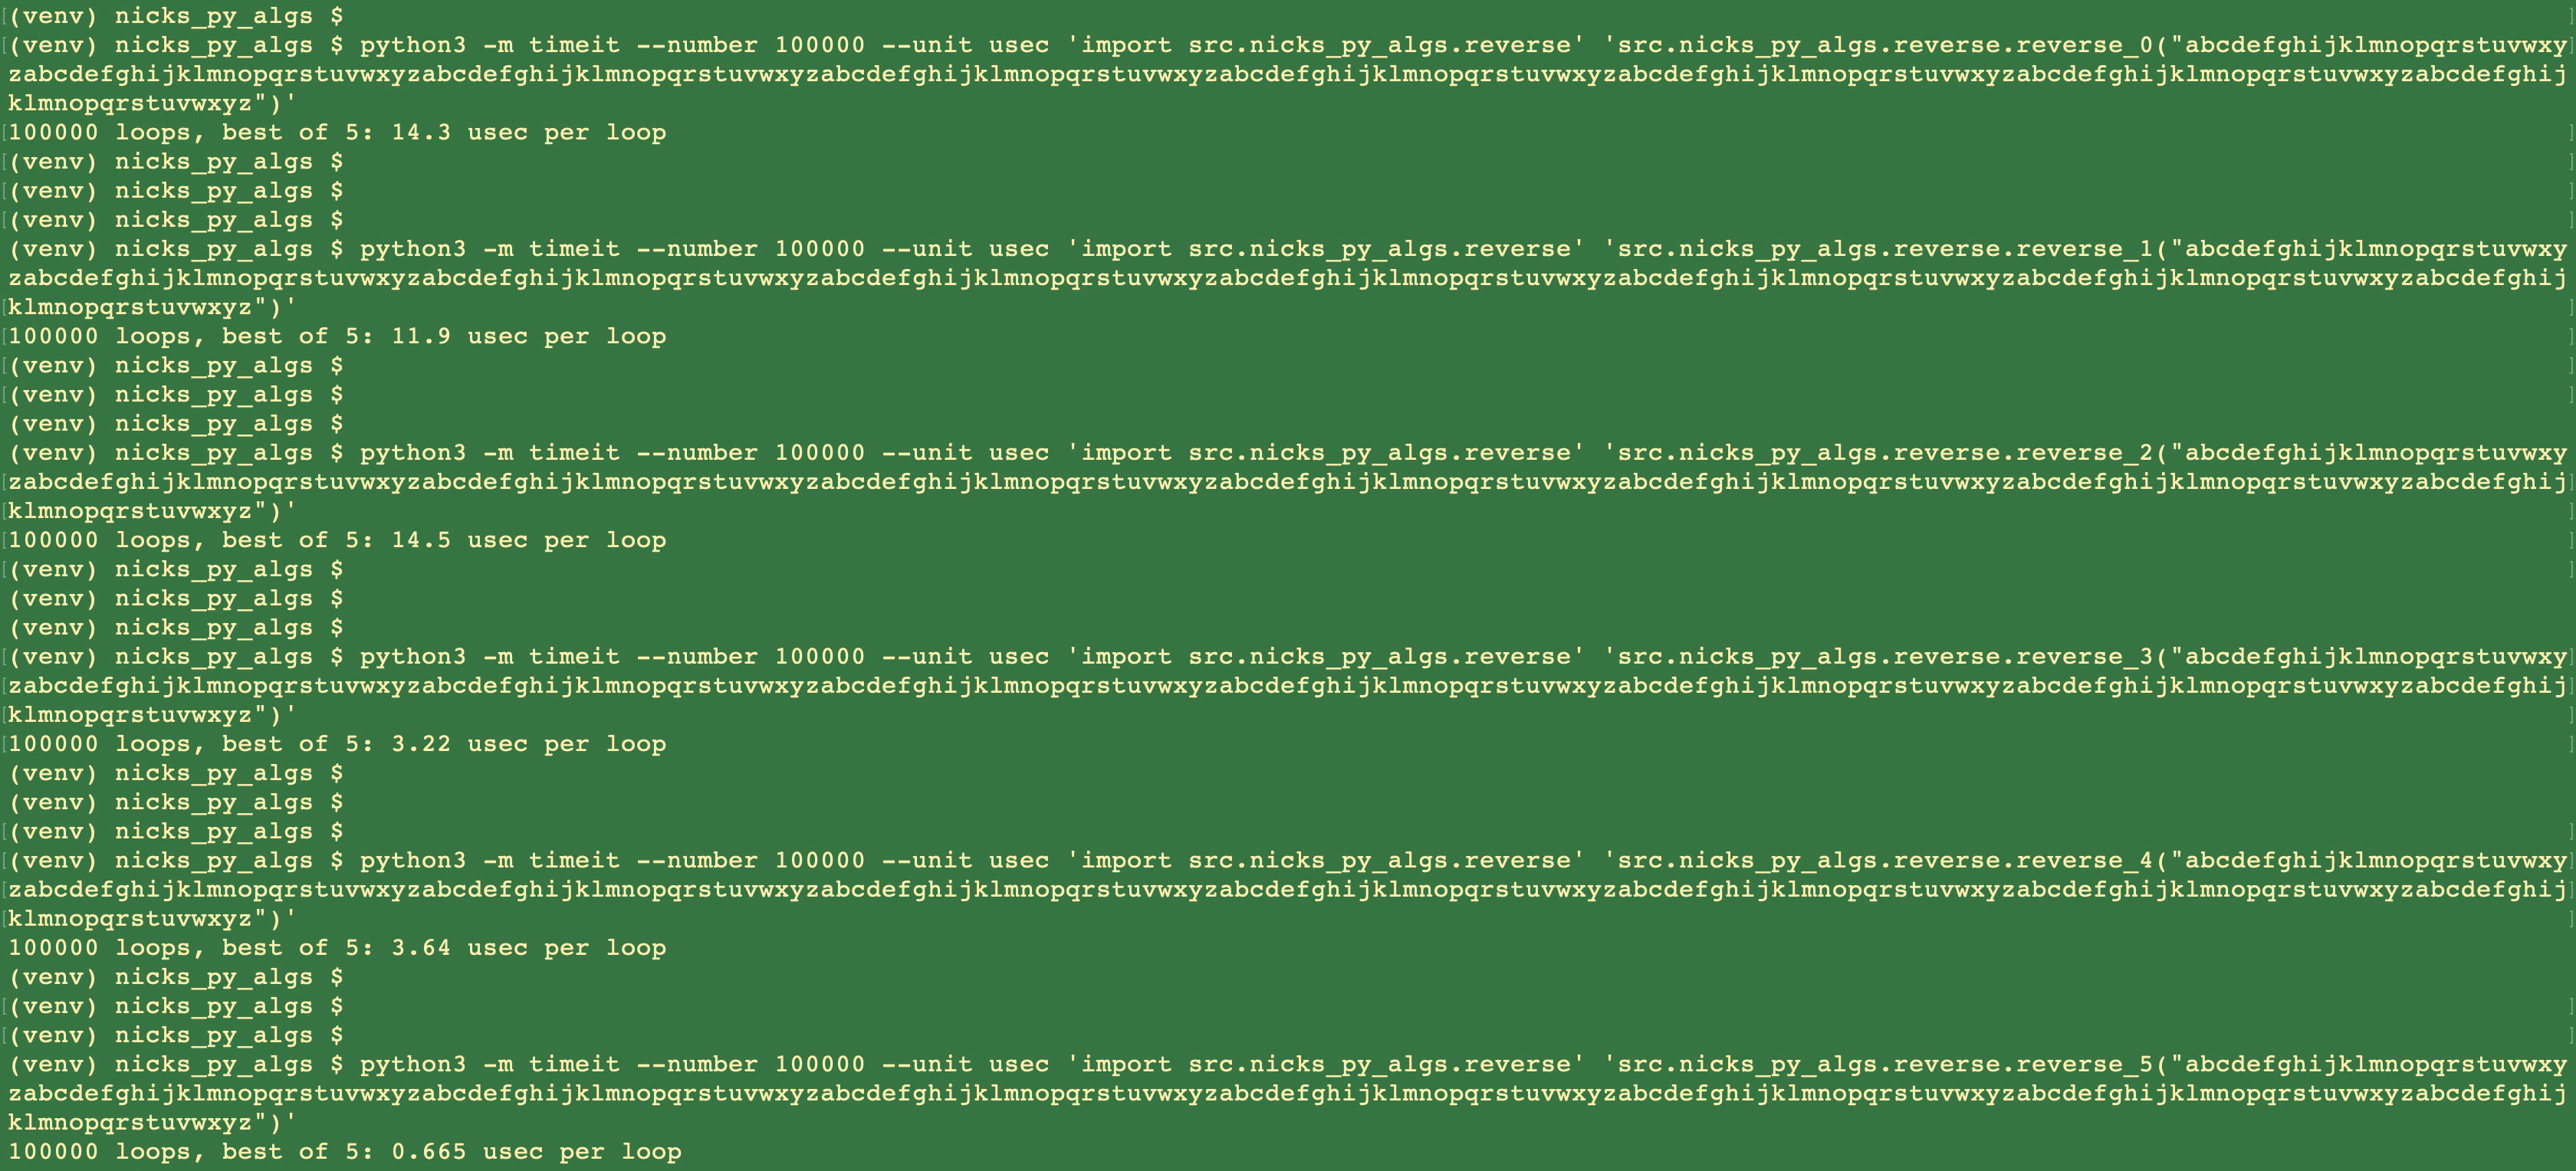 (venv) nicks_py_algs $
(venv) nicks_py_algs $ python3 -m timeit --number 100000 --unit usec 'import src.nicks_py_algs.reverse' 'src.nicks_py_algs.reverse.reverse_0("abcdefghijklmnopqrstuvwxy
zabcdefghijklmnopqrstuvwxyzabcdefghijklmnopqrstuvwxyzabcdefghijklmnopqrstuvwxyzabcdefghijklmnopqrstuvwxyzabcdefghijklmnopqrstuvwxyzabcdefghijklmnopqrstuvwxyzabcdefghij
klmnopqrstuvwxyz")'
100000 loops, best of 5: 14.3 usec per loop
(venv) nicks_py_algs $
(venv) nicks_py_algs $
(venv) nicks_py_algs $
(venv) nicks_py_algs $ python3 -m timeit --number 100000 --unit usec 'import src.nicks_py_algs.reverse' 'src.nicks_py_algs.reverse.reverse_1("abcdefghijklmnopqrstuvwxy
zabcdefghijklmnopqrstuvwxyzabcdefghijklmnopqrstuvwxyzabcdefghijklmnopqrstuvwxyzabcdefghijklmnopqrstuvwxyzabcdefghijklmnopqrstuvwxyzabcdefghijklmnopqrstuvwxyzabcdefghij
klmnopqrstuvwxyz")'
100000 loops, best of 5: 11.9 usec per loop
(venv) nicks_py_algs $
(venv) nicks_py_algs $
(venv) nicks_py_algs $
(venv) nicks_py_algs $ python3 -m timeit --number 100000 --unit usec 'import src.nicks_py_algs.reverse' 'src.nicks_py_algs.reverse.reverse_2("abcdefghijklmnopqrstuvwxy
zabcdefghijklmnopqrstuvwxyzabcdefghijklmnopqrstuvwxyzabcdefghijklmnopqrstuvwxyzabcdefghijklmnopqrstuvwxyzabcdefghijklmnopqrstuvwxyzabcdefghijklmnopqrstuvwxyzabcdefghij
klmnopqrstuvwxyz")'
100000 loops, best of 5: 14.5 usec per loop
(venv) nicks_py_algs $
(venv) nicks_py_algs $
(venv) nicks_py_algs $
(venv) nicks_py_algs $ python3 -m timeit --number 100000 --unit usec 'import src.nicks_py_algs.reverse' 'src.nicks_py_algs.reverse.reverse_3("abcdefghijklmnopqrstuvwxy
zabcdefghijklmnopqrstuvwxyzabcdefghijklmnopqrstuvwxyzabcdefghijklmnopqrstuvwxyzabcdefghijklmnopqrstuvwxyzabcdefghijklmnopqrstuvwxyzabcdefghijklmnopqrstuvwxyzabcdefghij
klmnopqrstuvwxyz")'
100000 loops, best of 5: 3.22 usec per loop
(venv) nicks_py_algs $
(venv) nicks_py_algs $
(venv) nicks_py_algs $
(venv) nicks_py_algs $ python3 -m timeit --number 100000 --unit usec 'import src.nicks_py_algs.reverse' 'src.nicks_py_algs.reverse.reverse_4("abcdefghijklmnopqrstuvwxy
zabcdefghijklmnopqrstuvwxyzabcdefghijklmnopqrstuvwxyzabcdefghijklmnopqrstuvwxyzabcdefghijklmnopqrstuvwxyzabcdefghijklmnopqrstuvwxyzabcdefghijklmnopqrstuvwxyzabcdefghij
klmnopqrstuvwxyz")'
100000 loops, best of 5: 3.64 usec per loop
(venv) nicks_py_algs $
(venv) nicks_py_algs $
(venv) nicks_py_algs $
(venv) nicks_py_algs $ python3 -m timeit --number 100000 --unit usec 'import src.nicks_py_algs.reverse' 'src.nicks_py_algs.reverse.reverse_5("abcdefghijklmnopqrstuvwxy
zabcdefghijklmnopqrstuvwxyzabcdefghijklmnopqrstuvwxyzabcdefghijklmnopqrstuvwxyzabcdefghijklmnopqrstuvwxyzabcdefghijklmnopqrstuvwxyzabcdefghijklmnopqrstuvwxyzabcdefghij
klmnopqrstuvwxyz")'
100000 loops, best of 5: 0.665 usec per loop